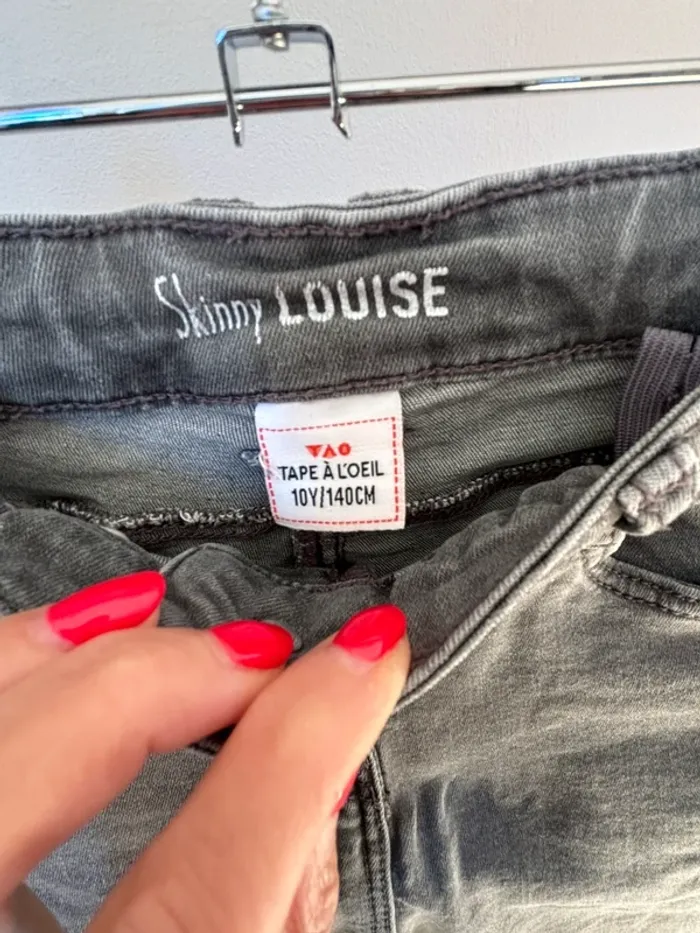 Skinny LOUISE
TAO
TAPE À L'OEIL
10Y/140CM